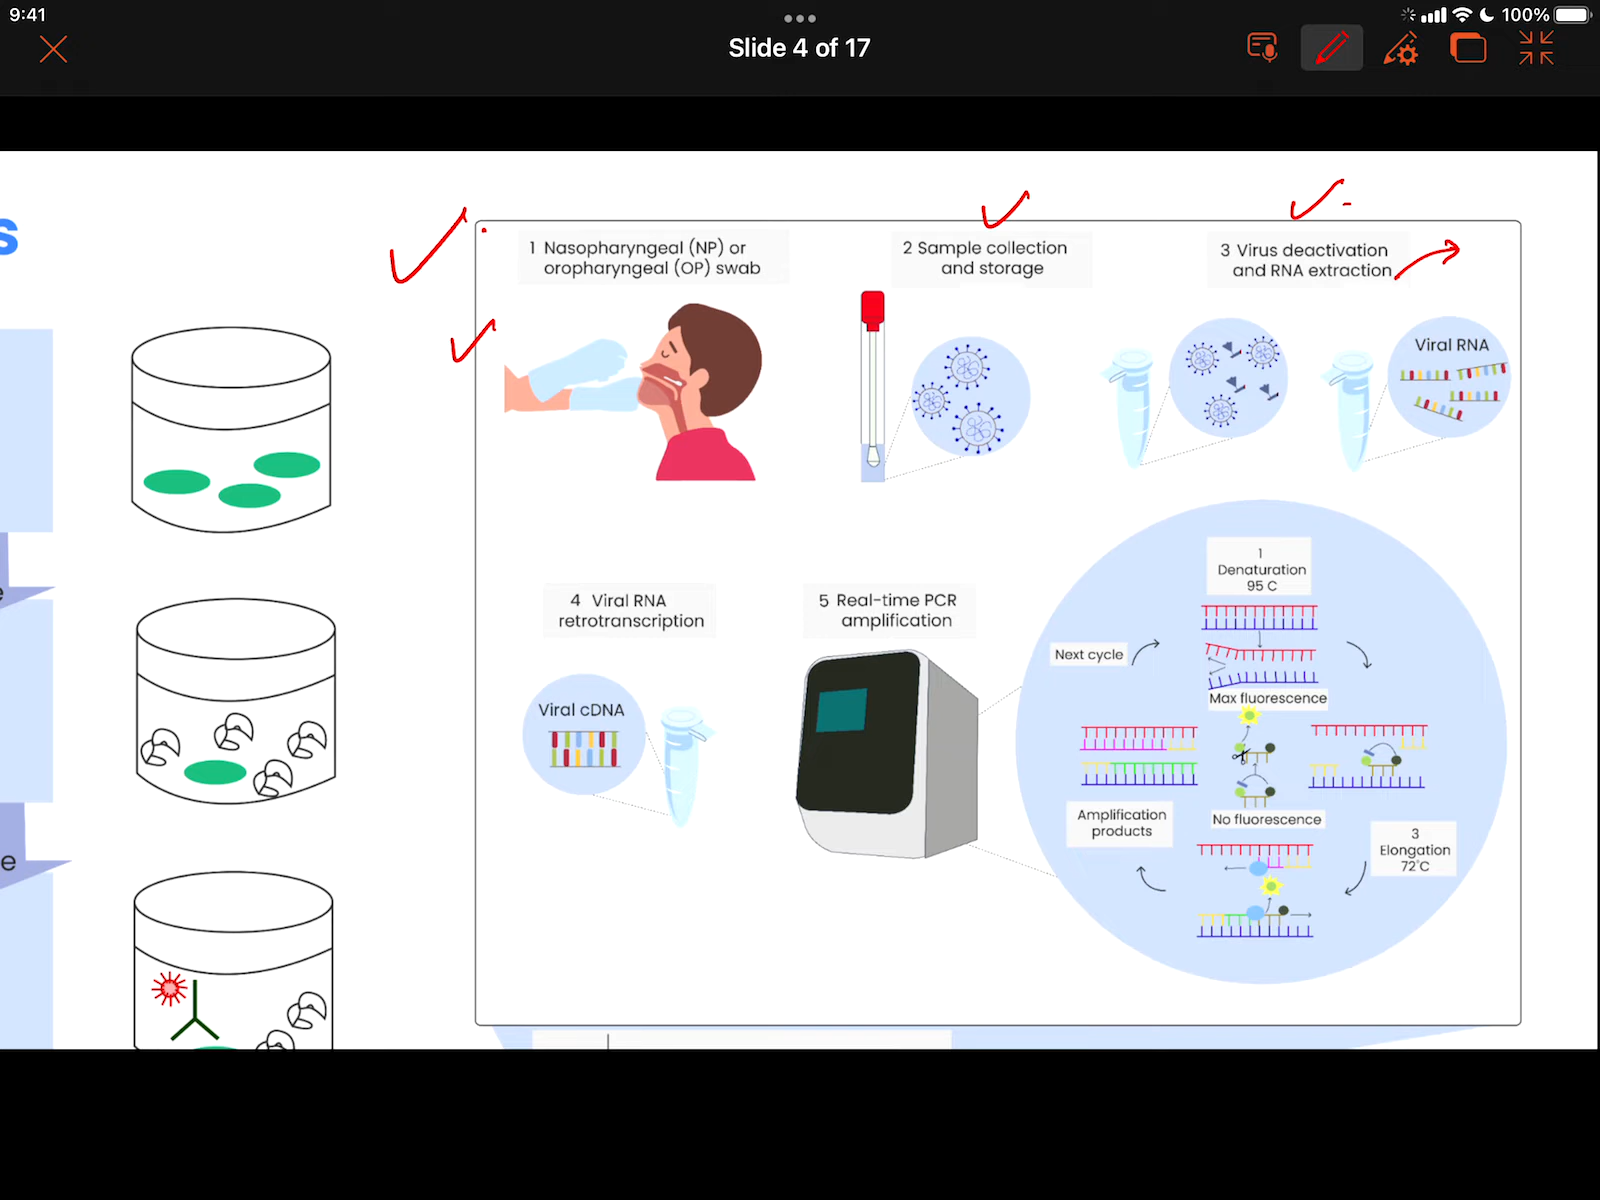 9:41
100%
Slide 4 of 17
s
1 Nasopharyngeal (NP) or
oropharyngeal (OP) swab
2 Sample collection
and storage
3 Virus deactivation
and RNA extraction
Viral RNA
4 Viral RNA
retrotranscription
5 Real-time PCR
amplification
Viral cDNA
1
Denaturation
95 C
Next cycle
Max fluorescence
Amplification
products
No fluorescence
3
Elongation
72°C
e
e